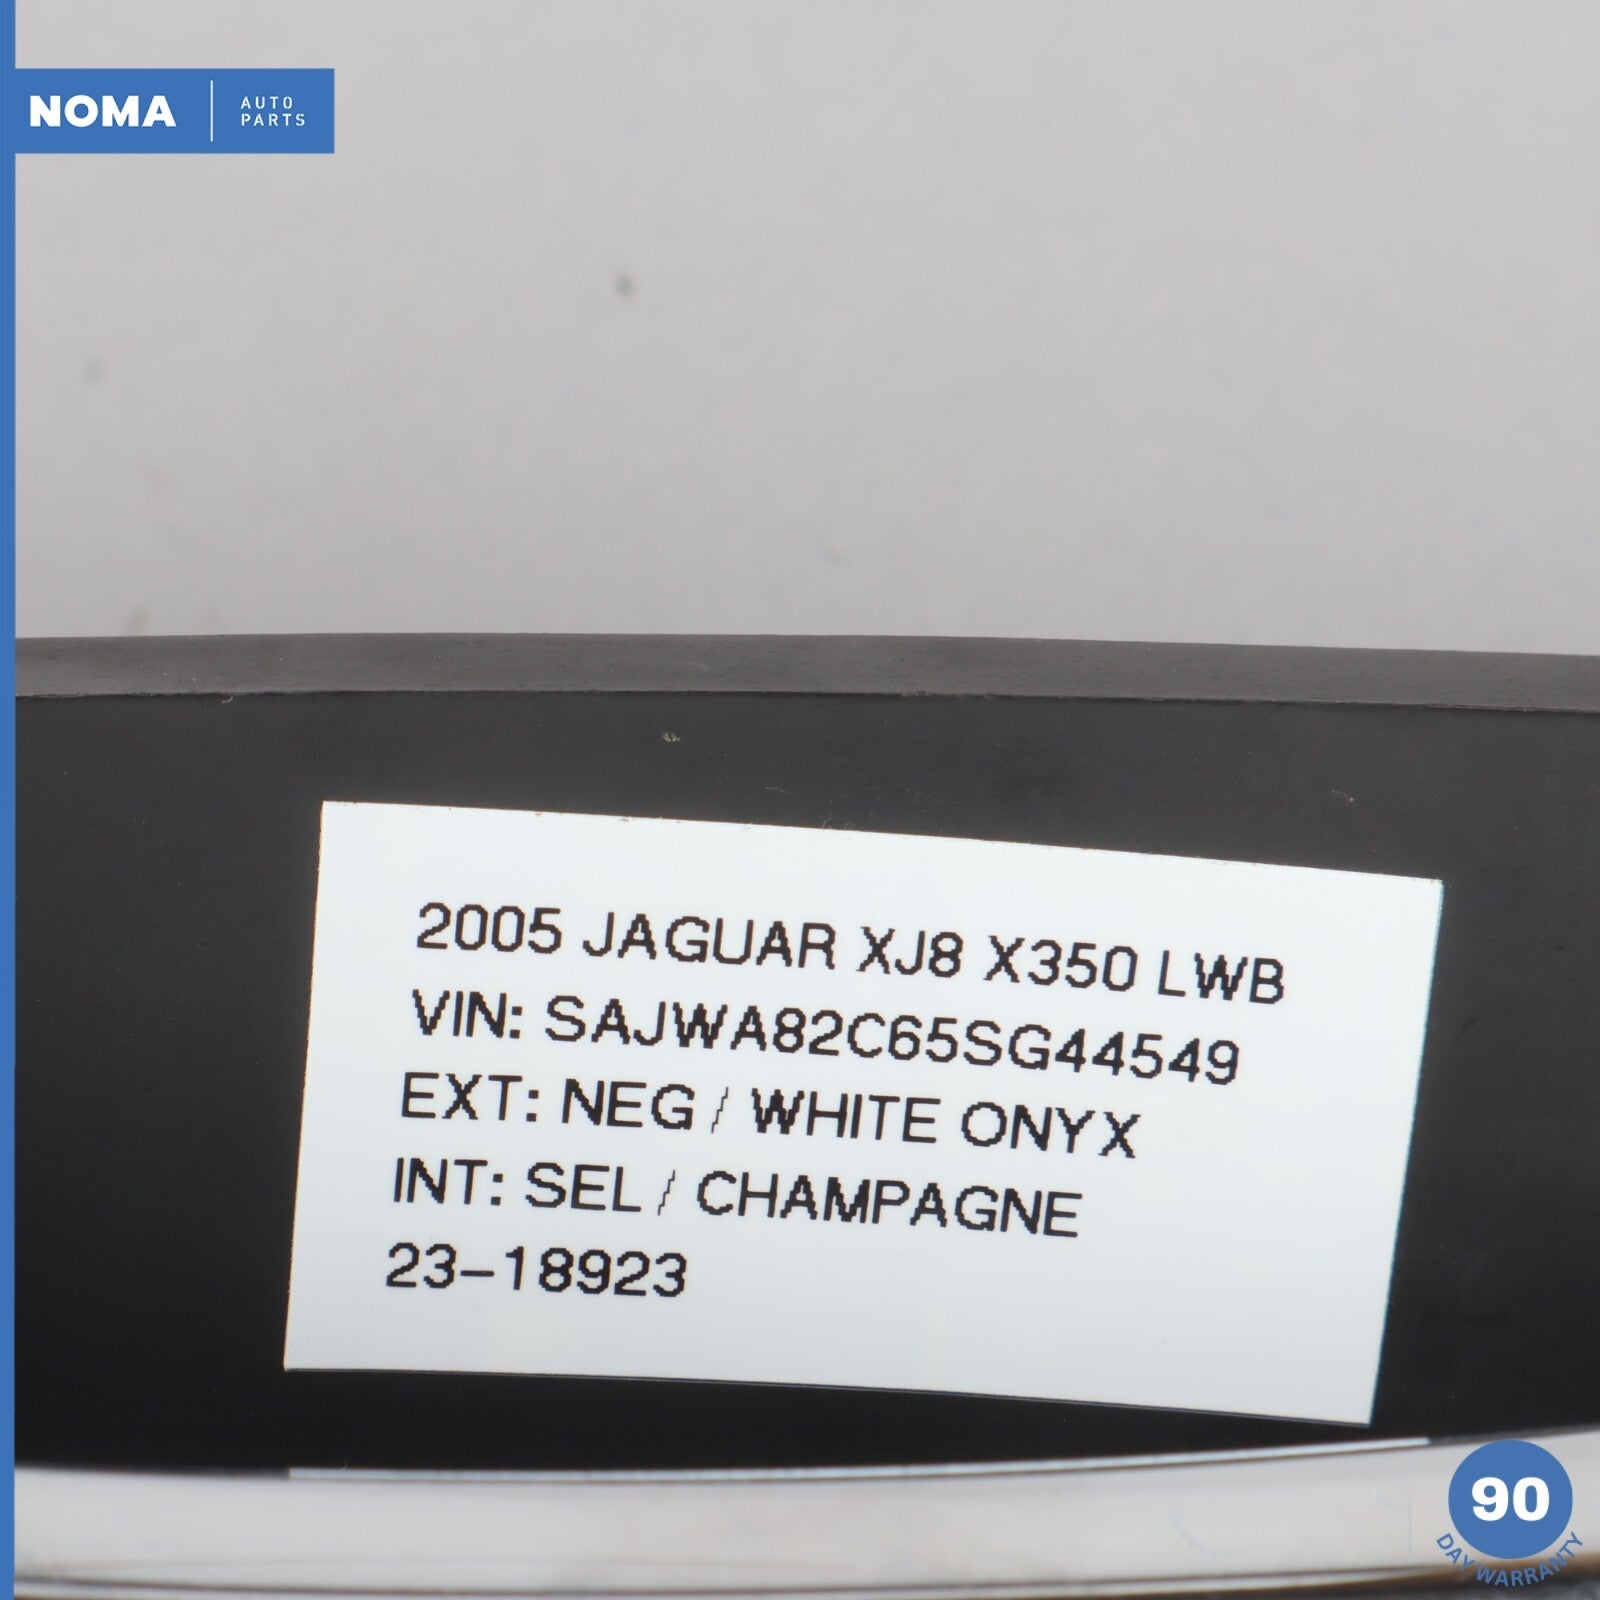 NOMA
AUTO
PARTS
2005 JAGUAR XJ8 X350 LWB
VIN: SAJWA82C65SG44549
EXT: NEG / WHITE ONYX
INT: SEL / CHAMPAGNE
23-18923
90
DAY WARRANTY